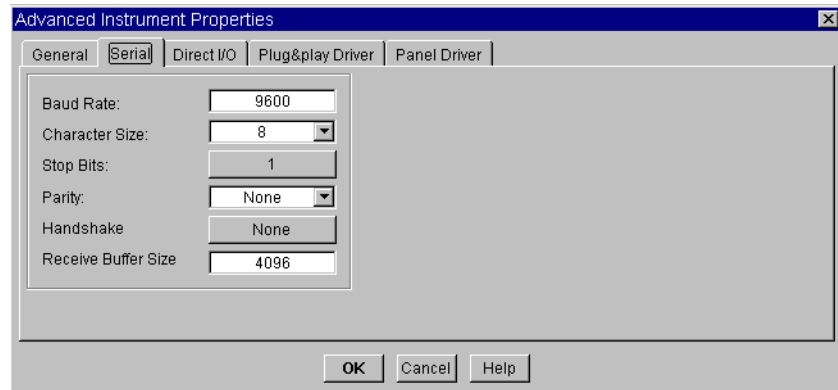 Advanced Instrument Properties
General Serial Direct I/O Plug&play Driver Panel Driver
Baud Rate: 9600
Character Size: 8
Stop Bits: 1
Parity: None
Handshake None
Receive Buffer Size 4096
OK Cancel Help